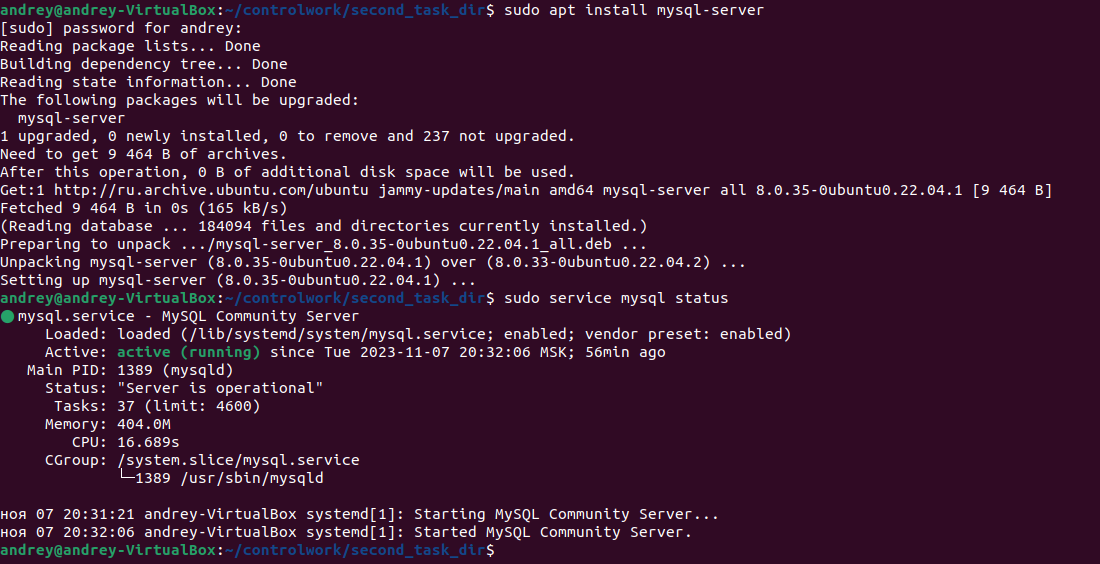 andrey@andrey-VirtualBox:~/controlwork/second_task_dir$ sudo apt install mysql-server
[sudo] password for andrey:
Reading package lists... Done
Building dependency tree... Done
Reading state information... Done
The following packages will be upgraded:
  mysql-server
1 upgraded, 0 newly installed, 0 to remove and 237 not upgraded.
Need to get 9 464 B of archives.
After this operation, 0 B of additional disk space will be used.
Get:1 http://ru.archive.ubuntu.com/ubuntu jammy-updates/main amd64 mysql-server all 8.0.35-0ubuntu0.22.04.1 [9 464 B]
Fetched 9 464 B in 0s (165 kB/s)
(Reading database ... 184094 files and directories currently installed.)
Preparing to unpack .../mysql-server_8.0.35-0ubuntu0.22.04.1_all.deb ...
Unpacking mysql-server (8.0.35-0ubuntu0.22.04.1) over (8.0.33-0ubuntu0.22.04.2) ...
Setting up mysql-server (8.0.35-0ubuntu0.22.04.1) ...
andrey@andrey-VirtualBox:~/controlwork/second_task_dir$ sudo service mysql status
● mysql.service - MySQL Community Server
     Loaded: loaded (/lib/systemd/system/mysql.service; enabled; vendor preset: enabled)
     Active: active (running) since Tue 2023-11-07 20:32:06 MSK; 56min ago
   Main PID: 1389 (mysqld)
     Status: "Server is operational"
      Tasks: 37 (limit: 4600)
     Memory: 404.0M
        CPU: 16.689s
     CGroup: /system.slice/mysql.service
             └─1389 /usr/sbin/mysqld
ноя 07 20:31:21 andrey-VirtualBox systemd[1]: Starting MySQL Community Server...
ноя 07 20:32:06 andrey-VirtualBox systemd[1]: Started MySQL Community Server.
andrey@andrey-VirtualBox:~/controlwork/second_task_dir$